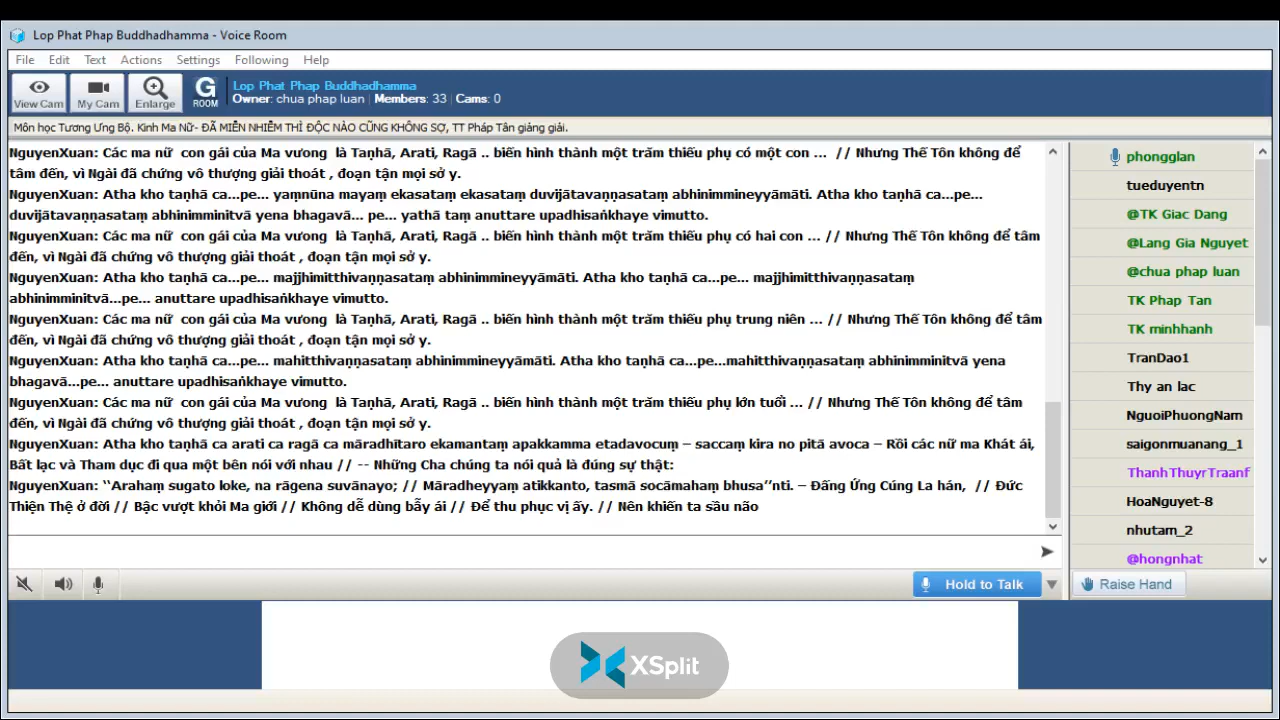 Lop Phat Phap Buddhadhamma - Voice Room
File Edit Text Actions Settings Following Help
View Cam My Cam Enlarge G ROOM
Lop Phat Phap Buddhadhamma
Owner: chua phap luan | Members: 33 | Cams: 0
Môn học Tương Ưng Bộ. Kinh Ma Nữ- ĐÃ MIỄN NHIỄM THÌ ĐỘC NÀO CŨNG KHÔNG SỢ, TT Pháp Tân giảng giải.
NguyenXuan: Các ma nữ con gái của Ma vương là Taṇhā, Arati, Ragā .. biến hình thành một trăm thiếu phụ có một con ... // Nhưng Thế Tôn không để
tâm đến, vì Ngài đã chứng vô thượng giải thoát , đoạn tận mọi sở y.
NguyenXuan: Atha kho taṇhā ca...pe... yaṃnūna mayaṃ ekasataṃ ekasataṃ duvijātavaṇṇasataṃ abhinimmineyyāmāti. Atha kho taṇhā ca...pe...
duvijātavaṇṇasataṃ abhinimminitvā yena bhagavā... pe... yathā taṃ anuttare upadhisaṅkhaye vimutto.
NguyenXuan: Các ma nữ con gái của Ma vương là Taṇhā, Arati, Ragā .. biến hình thành một trăm thiếu phụ có hai con ... // Nhưng Thế Tôn không để tâm
đến, vì Ngài đã chứng vô thượng giải thoát , đoạn tận mọi sở y.
NguyenXuan: Atha kho taṇhā ca...pe... majjhimitthivaṇṇasataṃ abhinimmineyyāmāti. Atha kho taṇhā ca...pe... majjhimitthivaṇṇasataṃ
abhinimminitvā...pe... anuttare upadhisaṅkhaye vimutto.
NguyenXuan: Các ma nữ con gái của Ma vương là Taṇhā, Arati, Ragā .. biến hình thành một trăm thiếu phụ trung niên ... // Nhưng Thế Tôn không để tâm
đến, vì Ngài đã chứng vô thượng giải thoát , đoạn tận mọi sở y.
NguyenXuan: Atha kho taṇhā ca...pe... mahitthivaṇṇasataṃ abhinimmineyyāmāti. Atha kho taṇhā ca...pe...mahitthivaṇṇasataṃ abhinimminitvā yena
bhagavā...pe... anuttare upadhisaṅkhaye vimutto.
NguyenXuan: Các ma nữ con gái của Ma vương là Taṇhā, Arati, Ragā .. biến hình thành một trăm thiếu phụ lớn tuổi ... // Nhưng Thế Tôn không để tâm
đến, vì Ngài đã chứng vô thượng giải thoát , đoạn tận mọi sở y.
NguyenXuan: Atha kho taṇhā ca arati ca ragā ca māradhītaro ekamantaṃ apakkamma etadavocuṃ – saccaṃ kira no pitā avoca – Rồi các nữ ma Khát ái,
Bất lạc và Tham dục đi qua một bên nói với nhau // -- Những Cha chúng ta nói quả là đúng sự thật:
NguyenXuan: ‘‘Arahaṃ sugato loke, na rāgena suvānayo; // Māradheyyaṃ atikkanto, tasmā socāmahaṃ bhusa’’nti. – Đấng Ứng Cúng La hán, // Đức
Thiện Thệ ở đời // Bậc vượt khỏi Ma giới // Không dễ dùng bẫy ái // Để thu phục vị ấy. // Nên khiến ta sầu não
phongglan
tueduyentn
@TK Giac Dang
@Lang Gia Nguyet
@chua phap luan
TK Phap Tan
TK minhhanh
TranDao1
Thy an lac
NguoiPhuongNam
saigonmuanang_1
ThanhThuyrTraanf
HoaNguyet-8
nhutam_2
@hongnhat
Hold to Talk
Raise Hand
XSplit